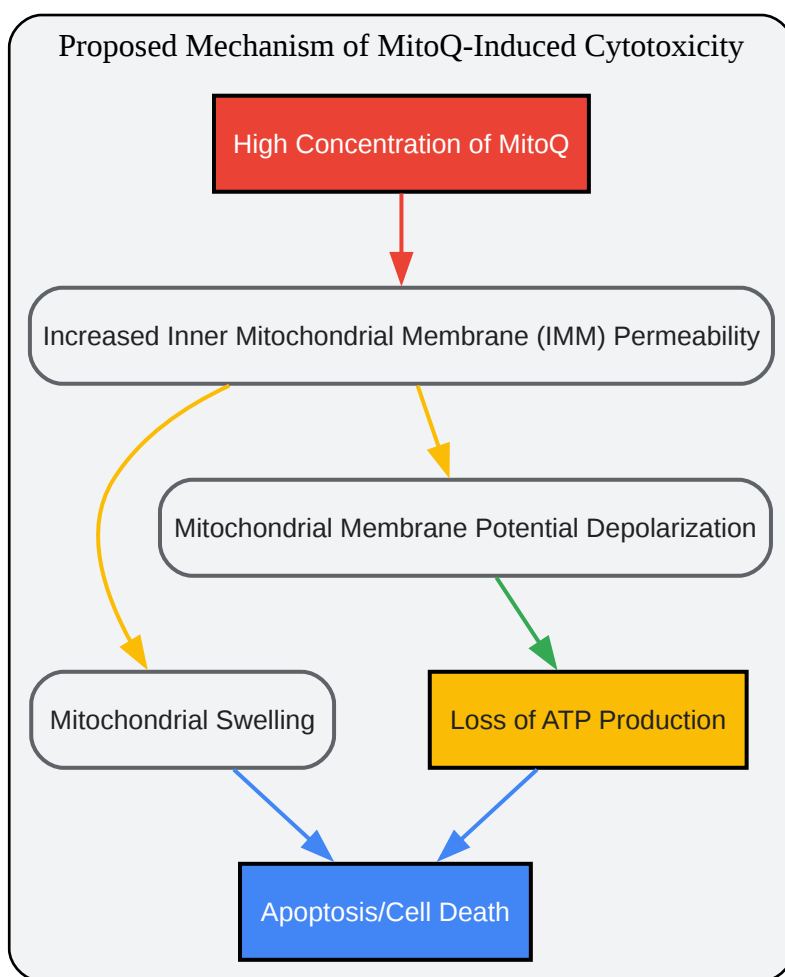 Proposed Mechanism of MitoQ-Induced Cytotoxicity
High Concentration of MitoQ
Increased Inner Mitochondrial Membrane (IMM) Permeability
Mitochondrial Membrane Potential Depolarization
Mitochondrial Swelling
Loss of ATP Production
Apoptosis/Cell Death